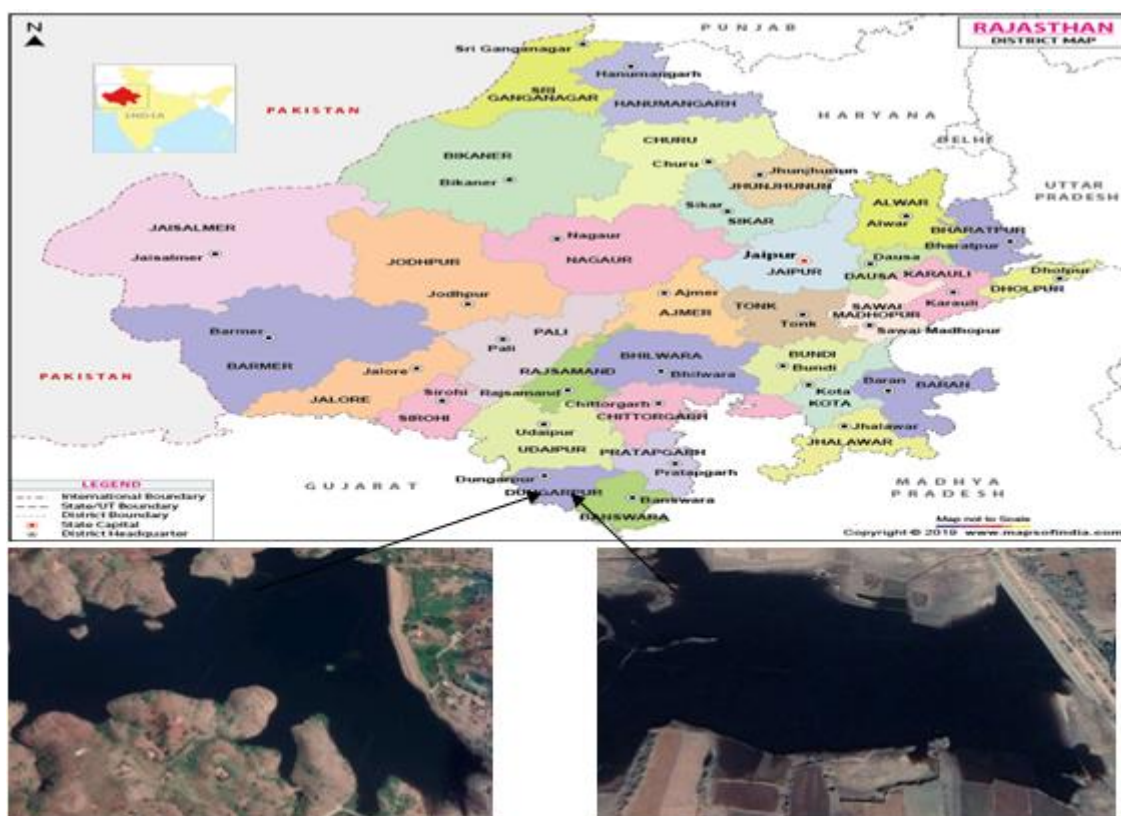 N
PUNJAB
RAJASTHAN
DISTRICT MAP
Sri Ganganagar
Hanumangarh
SRI
GANGANAGAR
HANUMANGARH
PAKISTAN
INDIA
HARYANA
DELHI
CHURU
Churu
BIKANER
Bikaner
Jhunjhunun
JHUNJHUNUN
UTTAR
PRADESH
Sikar
SIKAR
ALWAR
Alwar
BHARATPUR
Bharatpur
JAISALMER
Jaisalmer
Nagaur
NAGAUR
Jaipur
JAIPUR
Dausa
DAUSA
KARAULI
Karauli
Dholpur
DHOLPUR
JODHPUR
Jodhpur
Ajmer
AJMER
TONK
Tonk
SAWAI
MADHOPUR
Sawai Madhopur
Barmer
BARMER
PALI
Pali
BHILWARA
Bhilwara
BUNDI
Bundi
PAKISTAN
Jalore
JALORE
Sirohi
SIROHI
RAJSAMAND
Rajsamand
Chittorgarh
CHITTORGARH
Kota
KOTA
Baran
BARAN
Udaipur
UDAIPUR
Jhalawar
JHALAWAR
PRATAPGARH
Pratapgarh
GUJARAT
Dungarpur
DUNGARPUR
Banswara
BANSWARA
MADHYA
PRADESH
LEGEND
International Boundary
State/UT Boundary
District Boundary
State Capital
District Headquarter
Map not to Scale
Copyright © 2019 www.mapsofindia.com